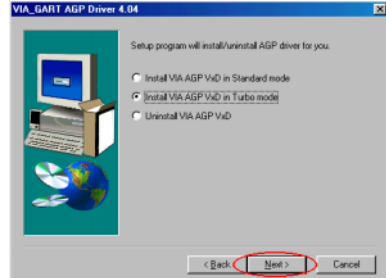 VIA_GART AGP Driver 4.04
Setup program will install/uninstall AGP driver for you.
Install VIA AGP VxD in Standard mode
Install VIA AGP VxD in Turbo mode
Uninstall VIA AGP VxD
< Back
Next >
Cancel